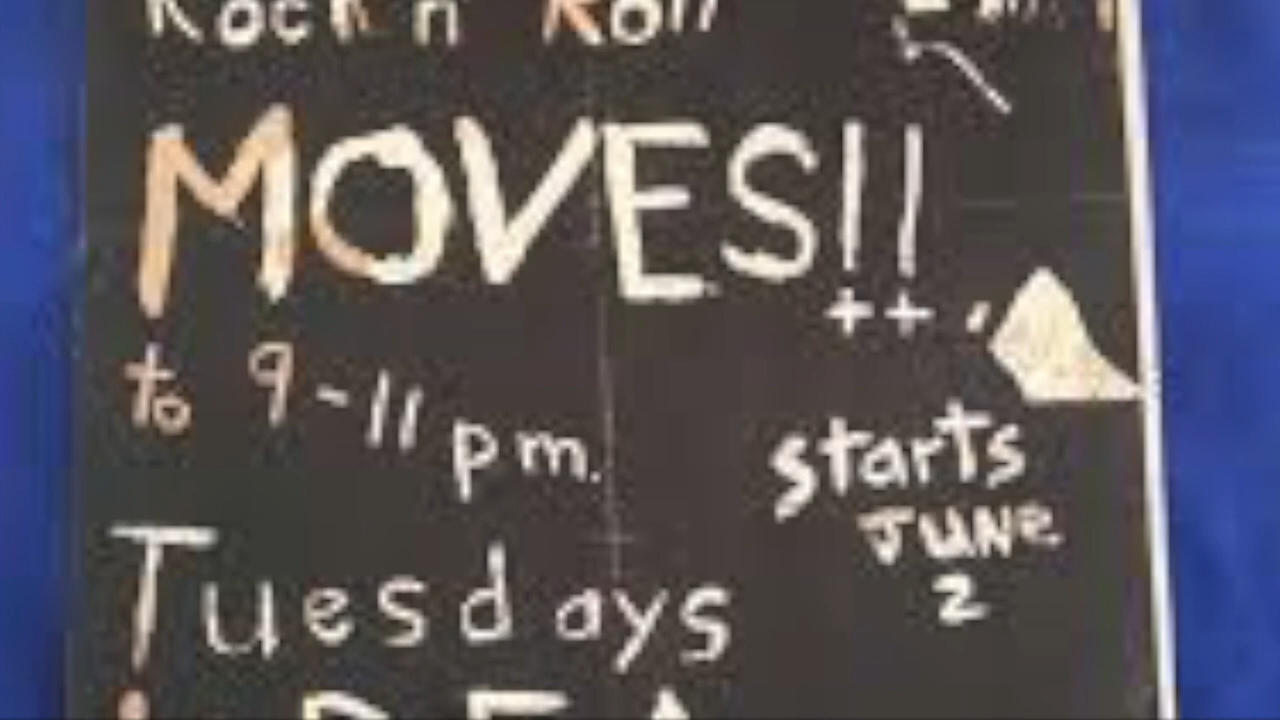 Rock n Roll
MOVES!!
to 9-11 pm.
starts
JUNe
2
Tuesdays